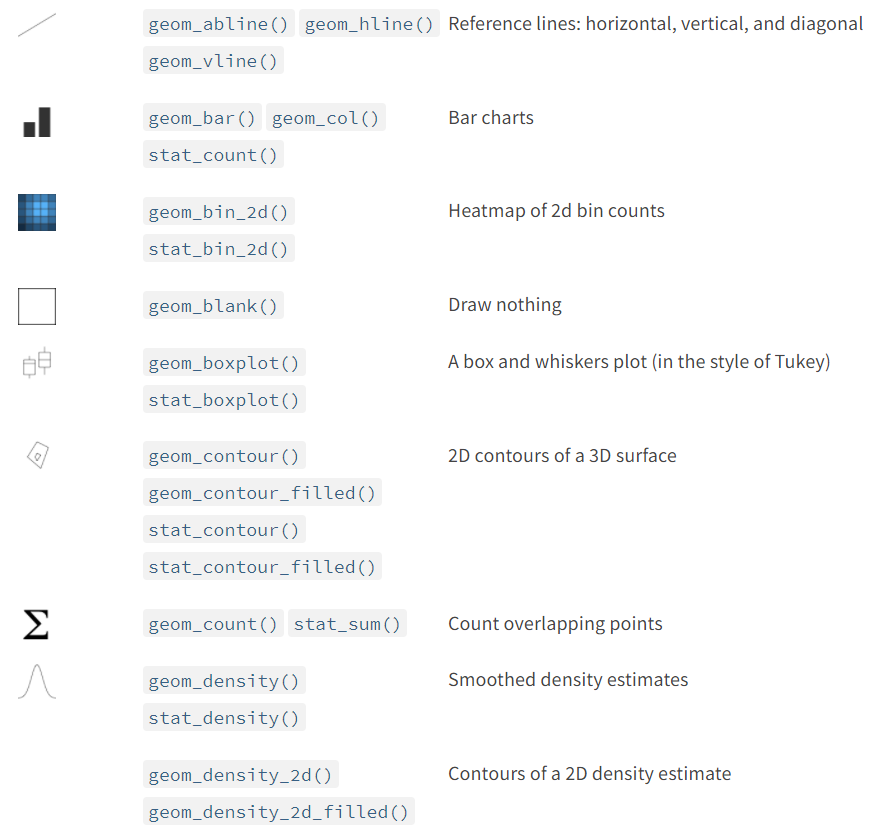 geom_abline() geom_hline() Reference lines: horizontal, vertical, and diagonal
geom_vline()
geom_bar() geom_col() Bar charts
stat_count()
geom_bin_2d() Heatmap of 2d bin counts
stat_bin_2d()
geom_blank() Draw nothing
geom_boxplot() A box and whiskers plot (in the style of Tukey)
stat_boxplot()
geom_contour() 2D contours of a 3D surface
geom_contour_filled()
stat_contour()
stat_contour_filled()
geom_count() stat_sum() Count overlapping points
geom_density() Smoothed density estimates
stat_density()
geom_density_2d() Contours of a 2D density estimate
geom_density_2d_filled()